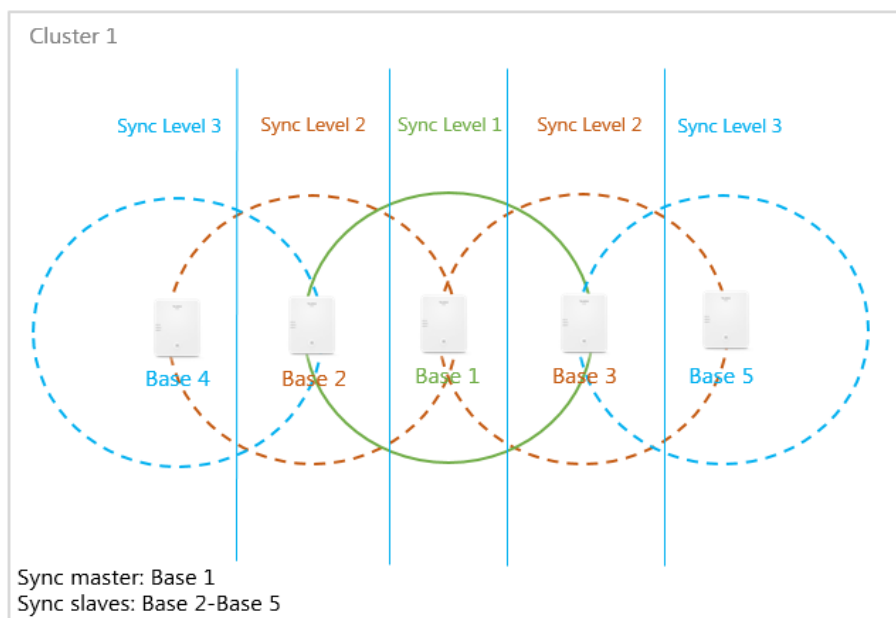 Cluster 1
Sync Level 3 Sync Level 2 Sync Level 1 Sync Level 2 Sync Level 3
Base 4 Base 2 Base 1 Base 3 Base 5
Sync master: Base 1
Sync slaves: Base 2-Base 5